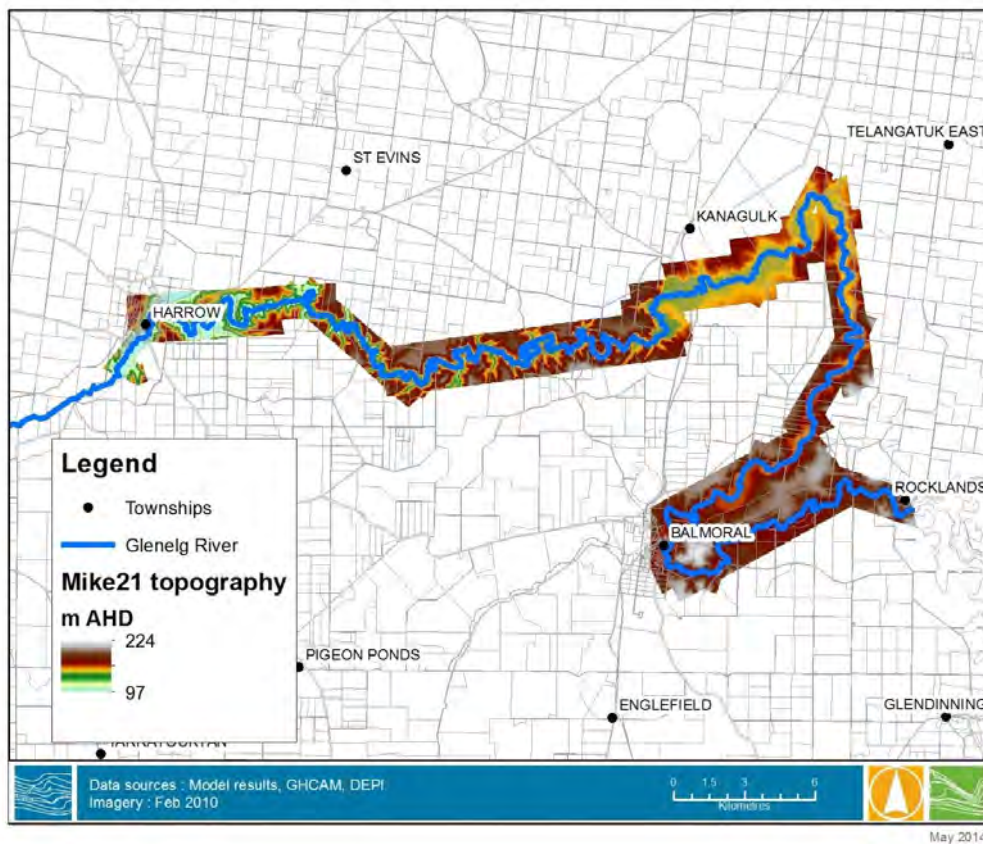 TELANGATUK EAST
ST EVINS
KANAGULK
HARROW
ROCKLANDS
BALMORAL
PIGEON PONDS
ENGLEFIELD
GLENDINNING
Legend
Townships
Glenelg River
Mike21 topography
m AHD
224
97
Data sources : Model results, GHCAM, DEPI
Imagery : Feb 2010
0 1.5 3 6
Kilometres
May 2014